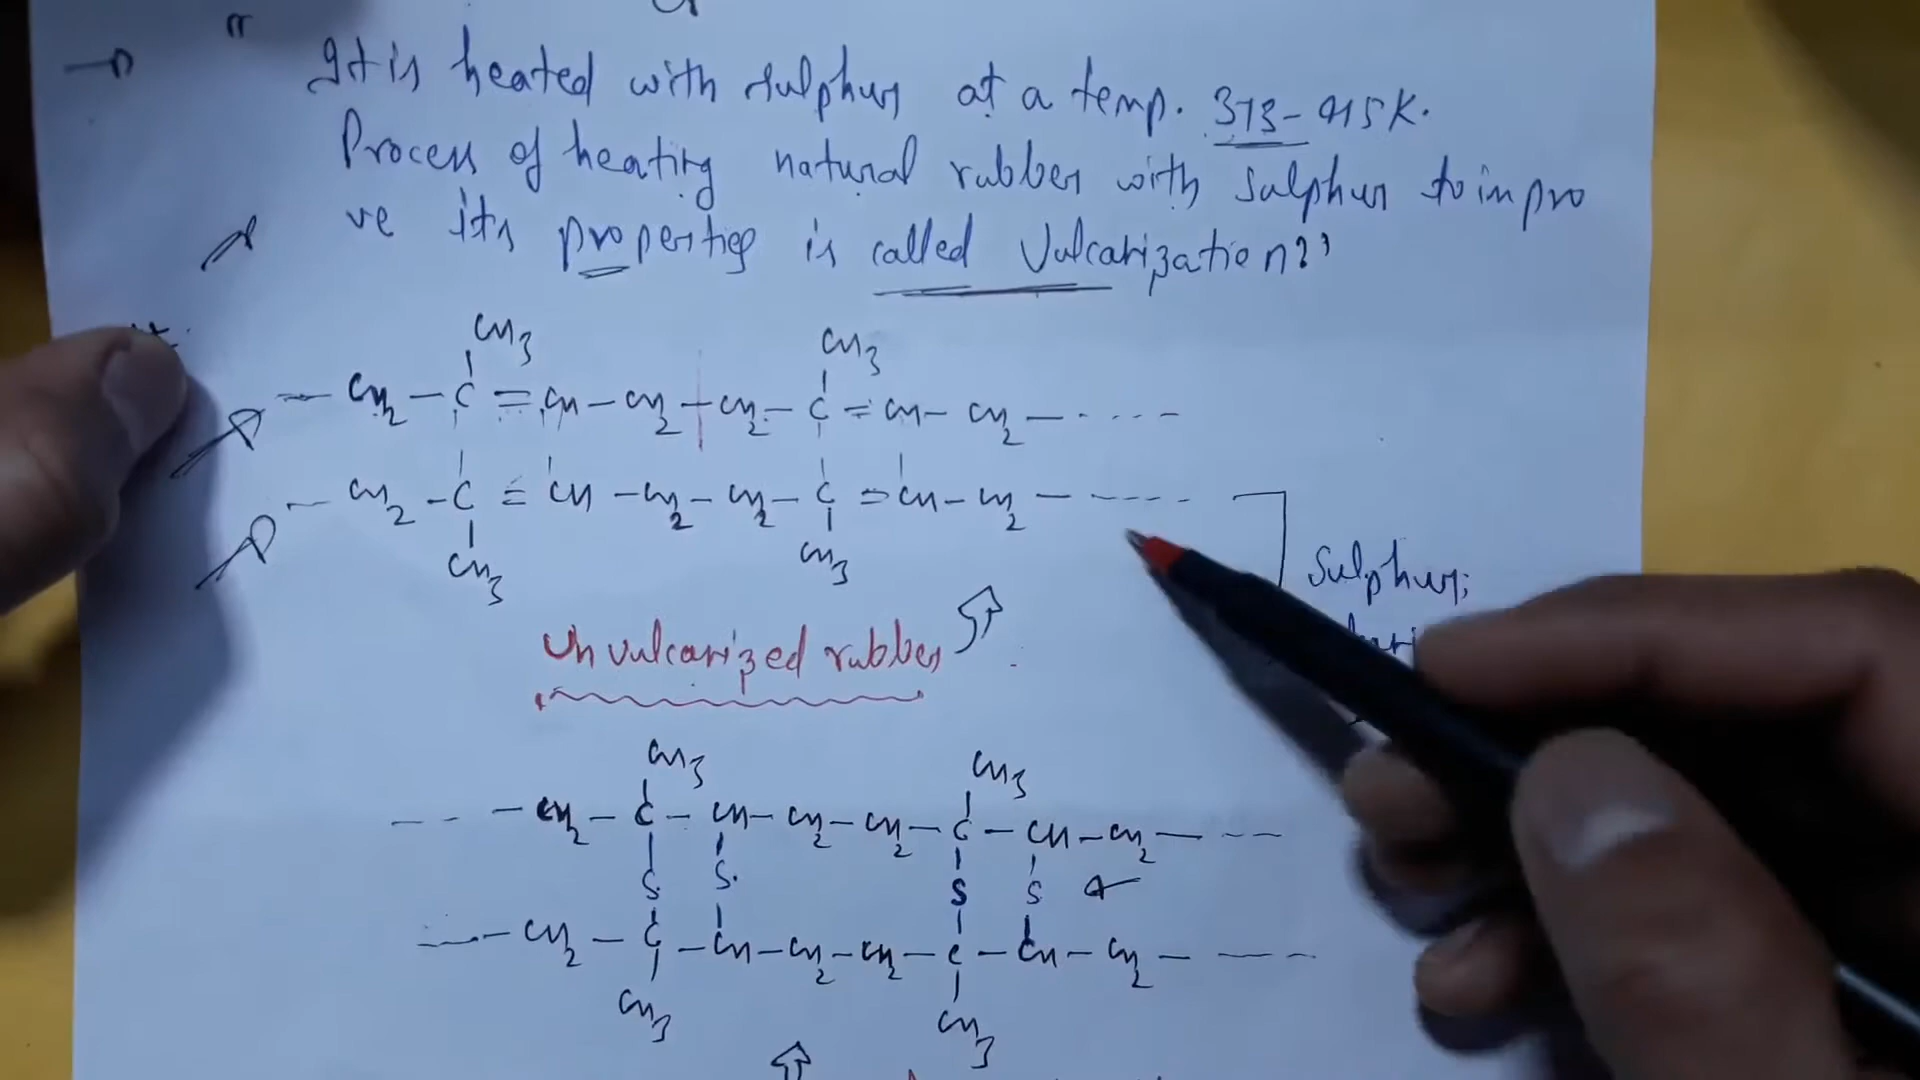 It is heated with sulphur at a temp. 373-415K.
Process of heating natural rubber with Sulphur to impro
ve its properties is called Vulcanization"
CH3 CH3
-- CH2 - C = CH - CH2 - CH2 - C = CH - CH2 - ----
-- CH2 - C = CH - CH2 - CH2 - C = CH - CH2 - ----
CH3 CH3
Sulphur;
Unvulcanized rubber
CH3 CH3
-- - CH2 - C - CH - CH2 - CH2 - C - CH - CH2 - --
S S S S
--- CH2 - C - CH - CH2 - CH2 - C - CH - CH2 - ---
CH3 CH3